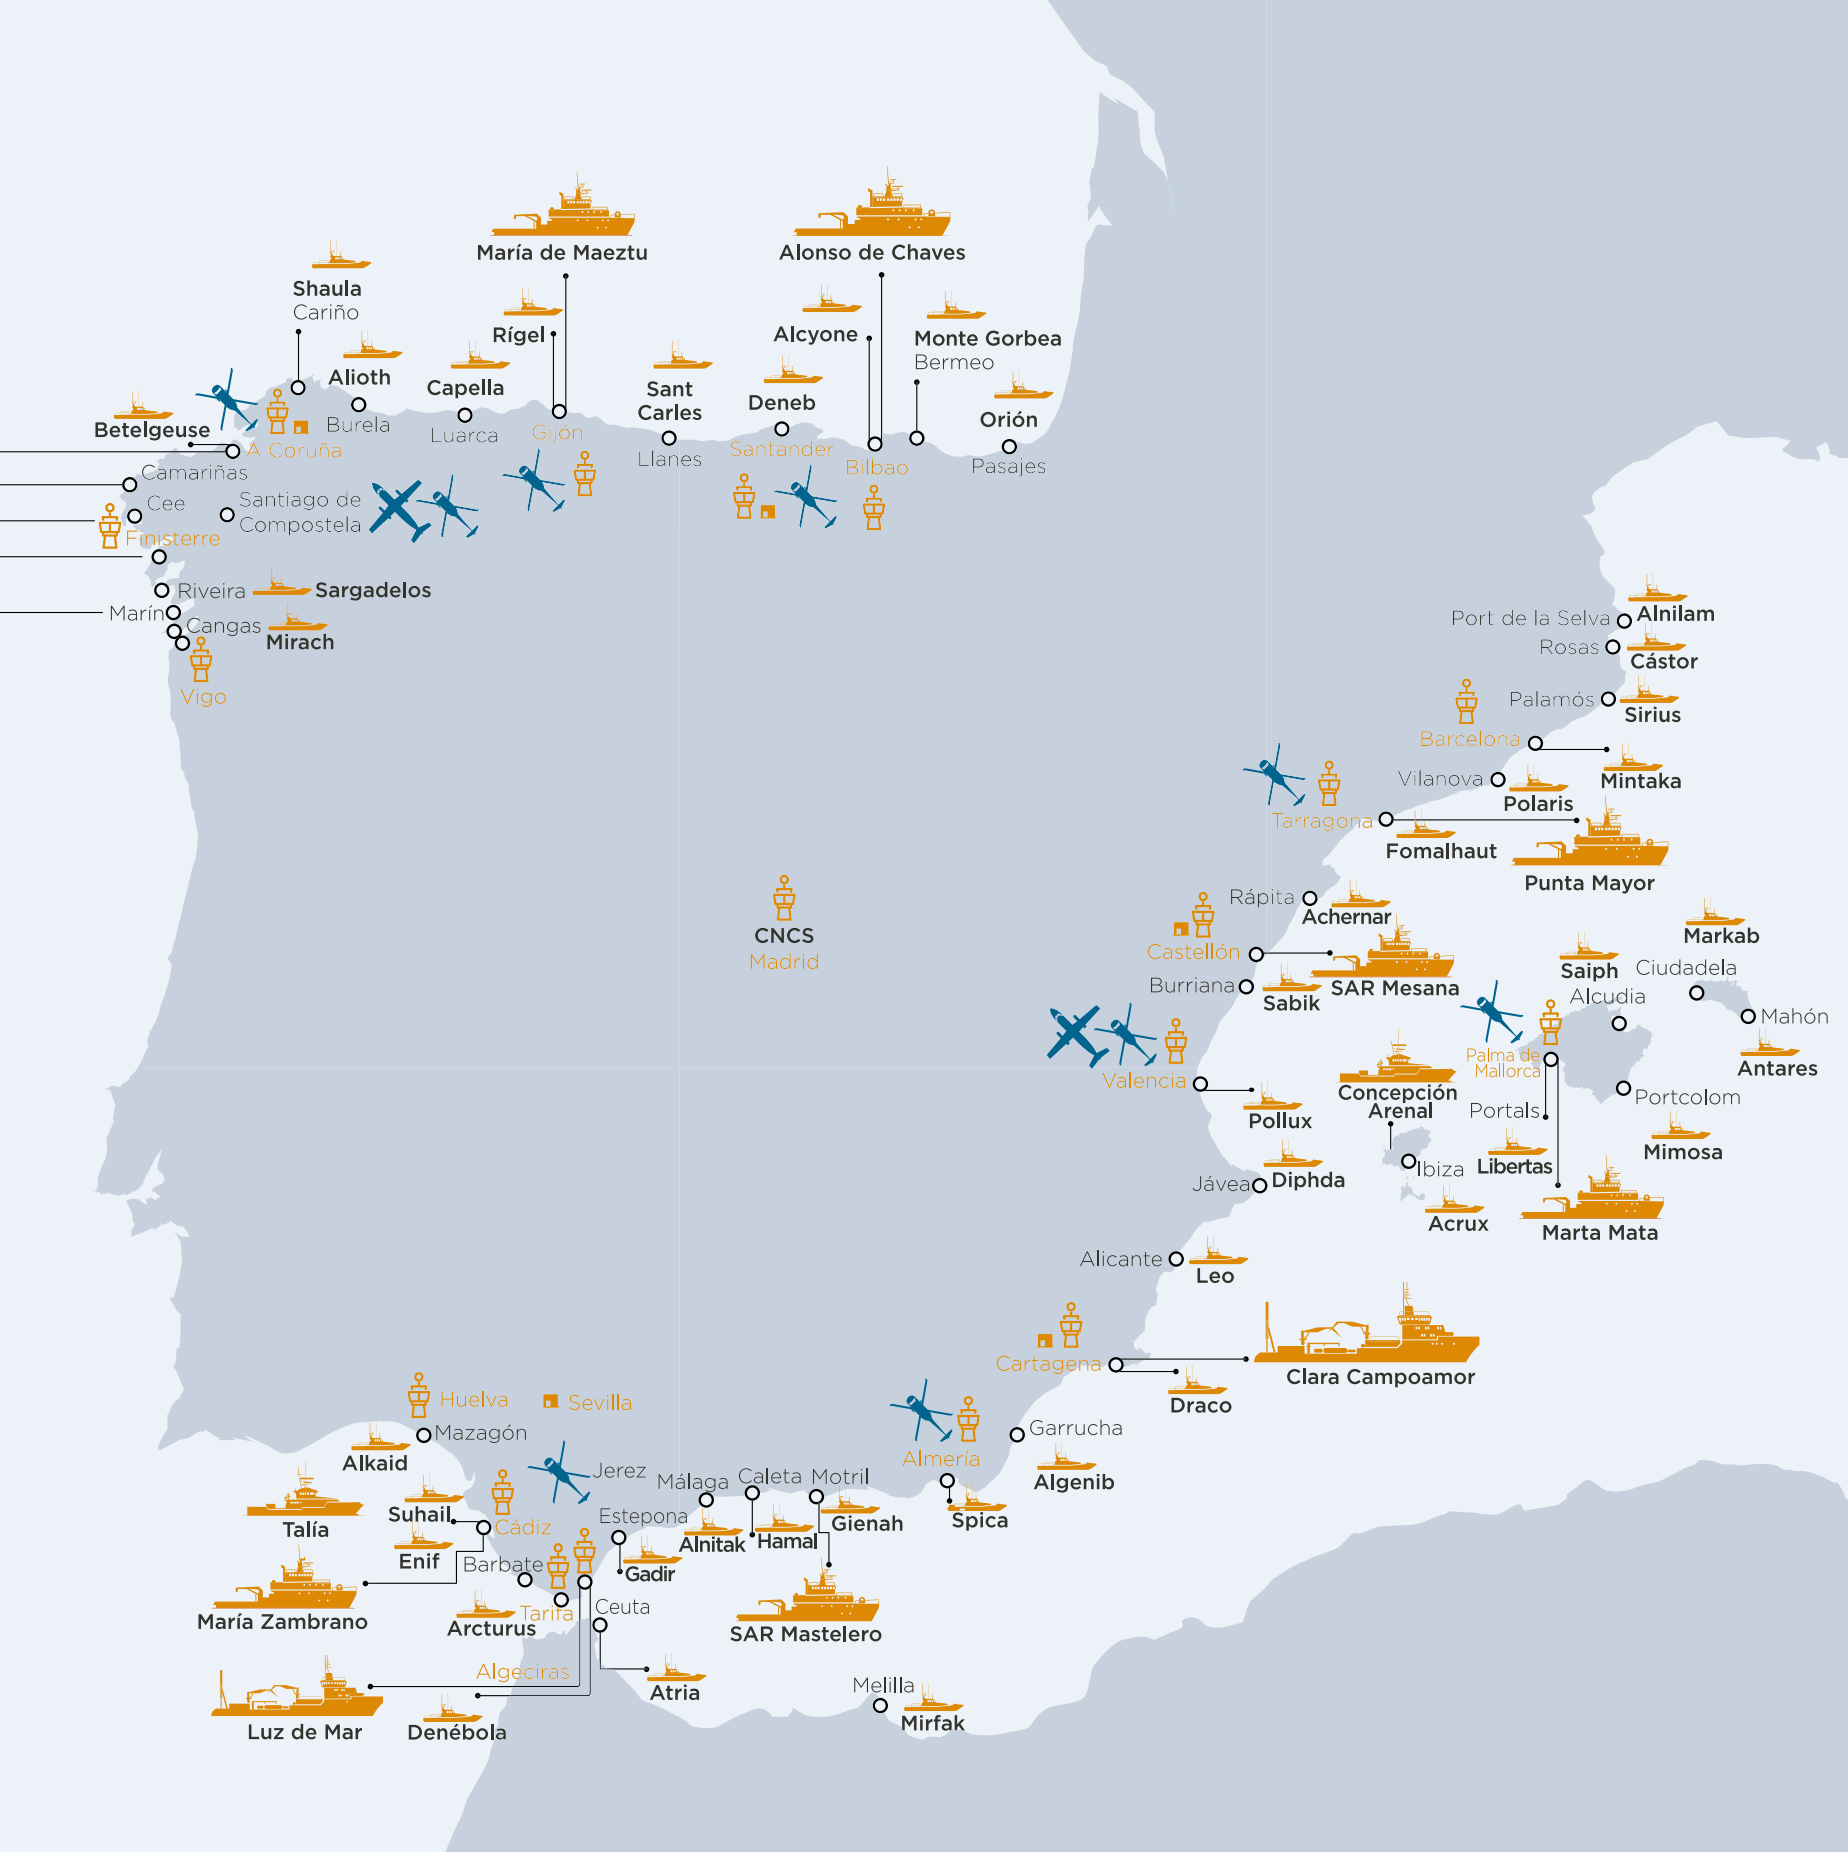 María de Maeztu
Alonso de Chaves
Shaula
Cariño
Rígel
Alcyone
Monte Gorbea
Bermeo
Alioth
Burela
Capella
Luarca
Gijón
Sant
Carles
Llanes
Deneb
Santander
Bilbao
Orión
Pasajes
Betelgeuse
A Coruña
Camariñas
Cee
Santiago de
Compostela
Finisterre
Riveira
Sargadelos
Marín
Cangas
Mirach
Vigo
Port de la Selva
Alnilam
Rosas
Cástor
Palamós
Sirius
Barcelona
Mintaka
Vilanova
Polaris
Tarragona
Fomalhaut
Punta Mayor
Rápita
Achernar
CNCS
Madrid
Castellón
SAR Mesana
Burriana
Sabik
Markab
Saiph
Ciudadela
Alcudia
Mahón
Antares
Palma de
Mallorca
Portcolom
Mimosa
Portals
Libertas
Marta Mata
Valencia
Pollux
Concepción
Arenal
Ibiza
Acrux
Jávea
Diphda
Alicante
Leo
Cartagena
Clara Campoamor
Draco
Huelva
Sevilla
Mazagón
Alkaid
Garrucha
Algenib
Almería
Spica
Jerez
Málaga
Caleta
Motril
Alnitak
Hamal
Gienah
SAR Mastelero
Estepona
Gadir
Talía
Suhail
Cádiz
Enif
Barbate
María Zambrano
Arcturus
Tarifa
Ceuta
Atria
Algeciras
Luz de Mar
Denébola
Melilla
Mirfak